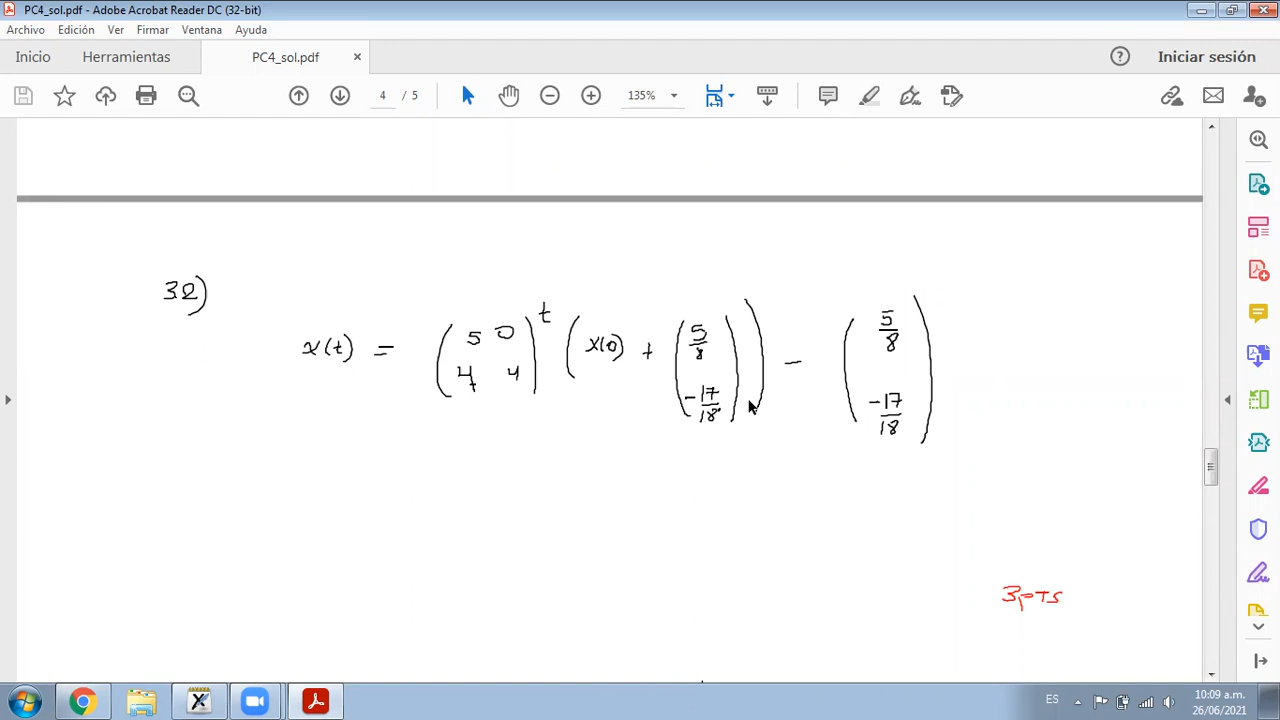 PC4_sol.pdf - Adobe Acrobat Reader DC (32-bit)
Archivo Edición Ver Firmar Ventana Ayuda
Inicio Herramientas PC4_sol.pdf × Iniciar sesión
4 / 5 135%
32)
x(t) = (5 0; 4 4)^t (x(0) + (5/8; -17/18)) - (5/8; -17/18)
3pts
ES 10:09 a.m.
26/06/2021